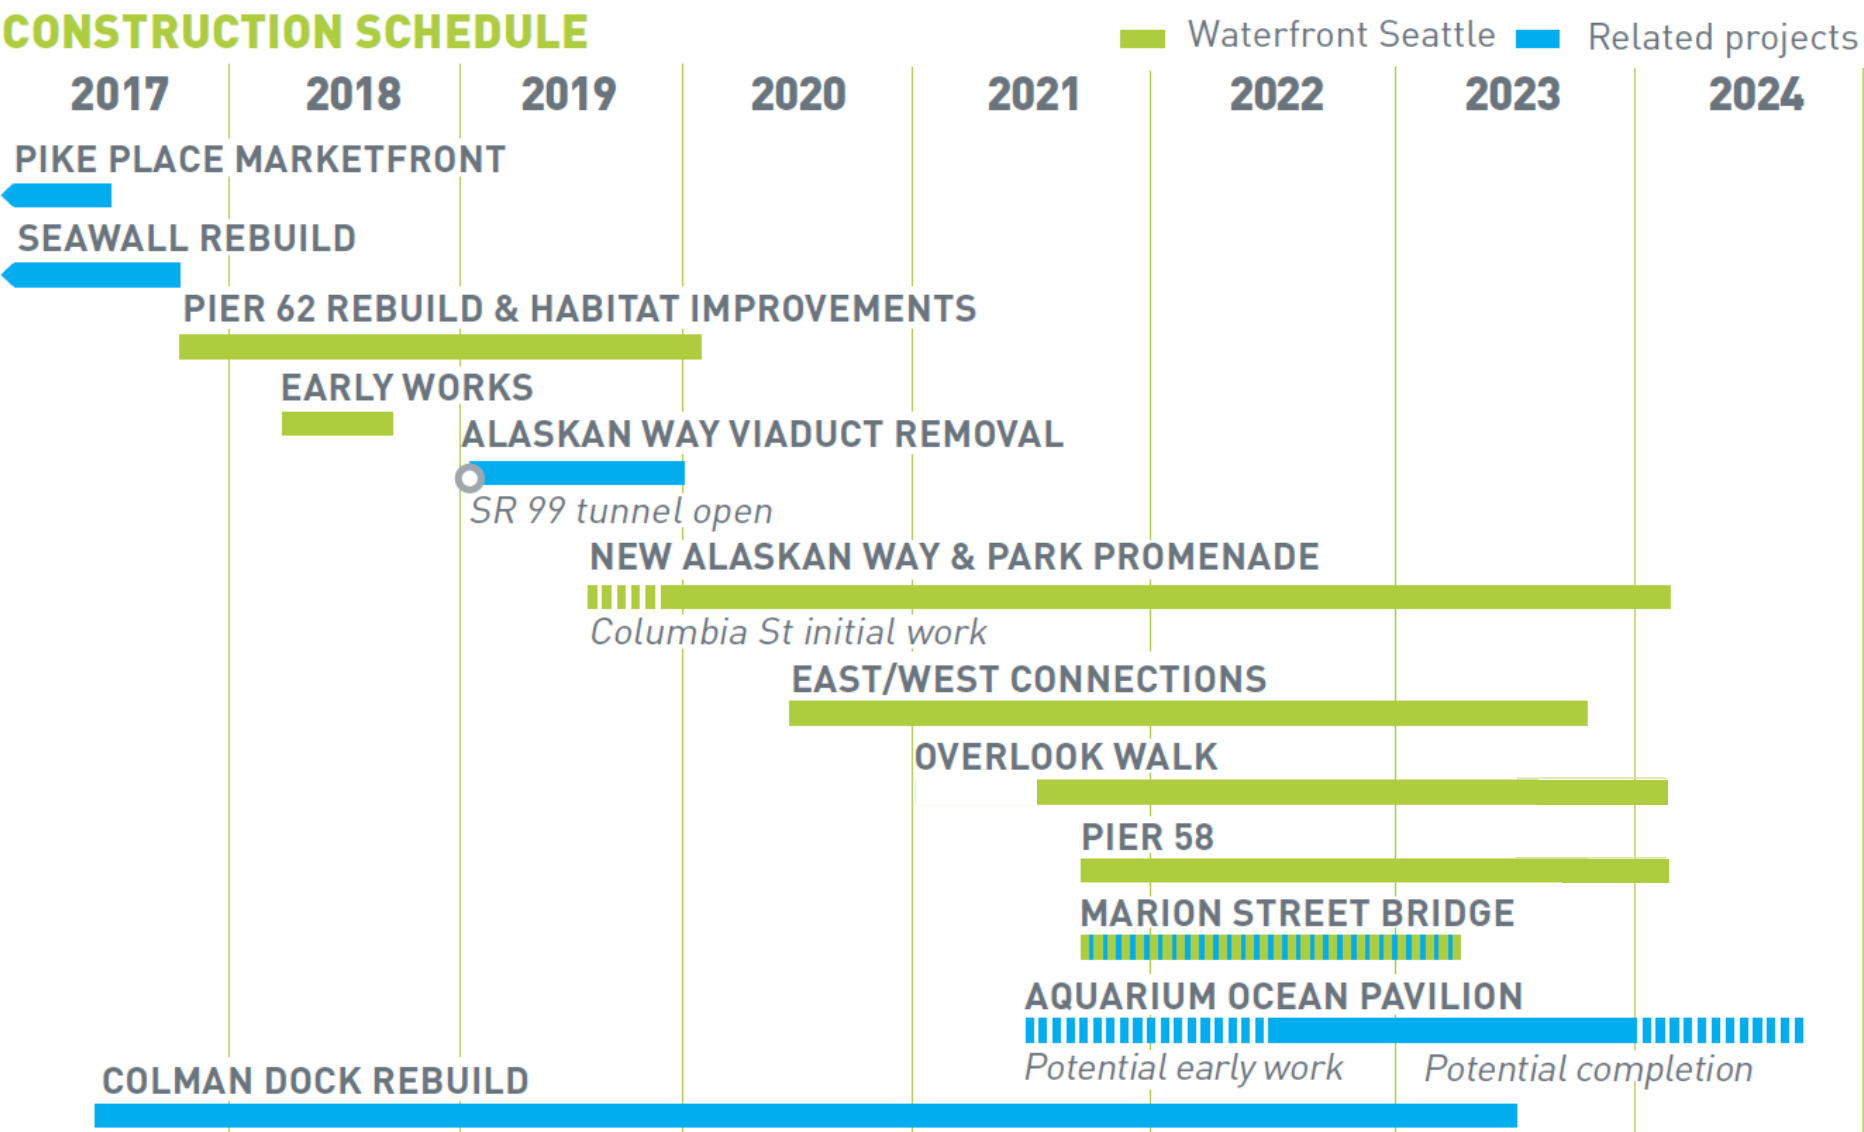 CONSTRUCTION SCHEDULE
Waterfront Seattle Related projects
2017 2018 2019 2020 2021 2022 2023 2024
PIKE PLACE MARKETFRONT
SEAWALL REBUILD
PIER 62 REBUILD & HABITAT IMPROVEMENTS
EARLY WORKS
ALASKAN WAY VIADUCT REMOVAL
SR 99 tunnel open
NEW ALASKAN WAY & PARK PROMENADE
Columbia St initial work
EAST/WEST CONNECTIONS
OVERLOOK WALK
PIER 58
MARION STREET BRIDGE
AQUARIUM OCEAN PAVILION
Potential early work Potential completion
COLMAN DOCK REBUILD